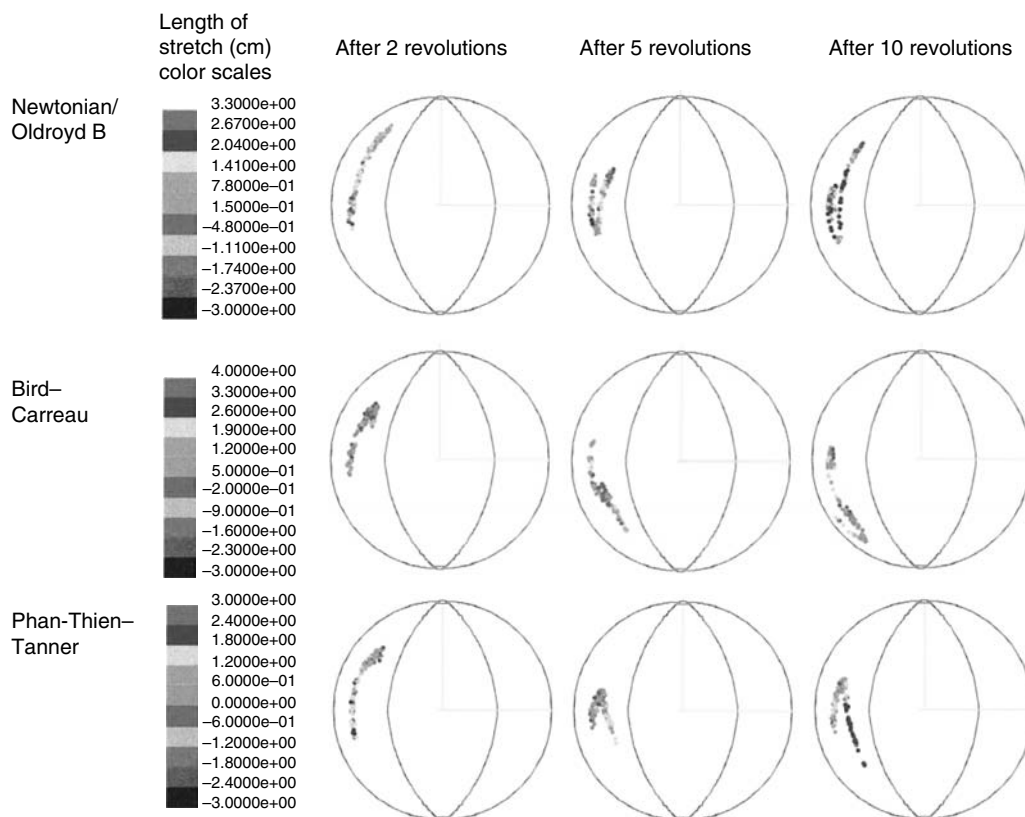 Length of
stretch (cm)
color scales
After 2 revolutions
After 5 revolutions
After 10 revolutions
Newtonian/
Oldroyd B
3.3000e+00
2.6700e+00
2.0400e+00
1.4100e+00
7.8000e–01
1.5000e–01
–4.8000e–01
–1.1100e+00
–1.7400e+00
–2.3700e+00
–3.0000e+00
Bird–
Carreau
4.0000e+00
3.3000e+00
2.6000e+00
1.9000e+00
1.2000e+00
5.0000e–01
–2.0000e–01
–9.0000e–01
–1.6000e+00
–2.3000e+00
–3.0000e+00
Phan-Thien–
Tanner
3.0000e+00
2.4000e+00
1.8000e+00
1.2000e+00
6.0000e–01
0.0000e+00
–6.0000e–01
–1.2000e+00
–1.8000e+00
–2.4000e+00
–3.0000e+00